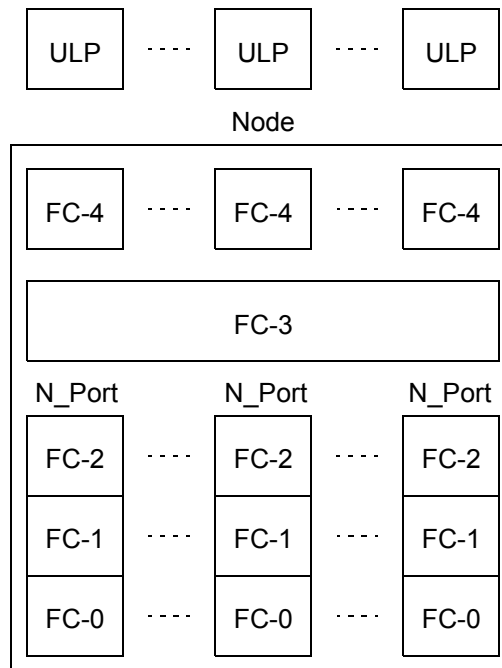 ULP ULP ULP
Node
FC-4 FC-4 FC-4
FC-3
N_Port N_Port N_Port
FC-2 FC-2 FC-2
FC-1 FC-1 FC-1
FC-0 FC-0 FC-0